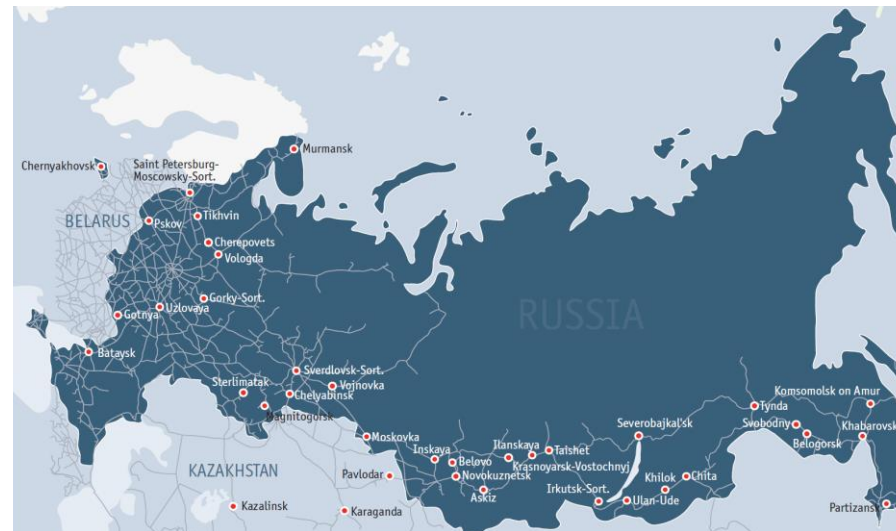 Murmansk
Chernyakhovsk
Saint Petersburg-
Moscowsky-Sort.
BELARUS
Pskov
Tikhvin
Cherepovets
Vologda
Gorky-Sort.
Uzlovaya
Gotnya
RUSSIA
Bataysk
Sverdlovsk-Sort.
Sterlimatak
Vojnovka
Chelyabinsk
Magnitogorsk
Komsomolsk on Amur
Tynda
Svobodny
Khabarovsk
Belogorsk
Severobajkal'sk
Moskovka
Inskaya
Ilanskaya
Taishet
Belovo
Krasnoyarsk-Vostochnyj
KAZAKHSTAN
Pavlodar
Novokuznetsk
Khilok
Chita
Irkutsk-Sort.
Askiz
Ulan-Ude
Kazalinsk
Karaganda
Partizansk